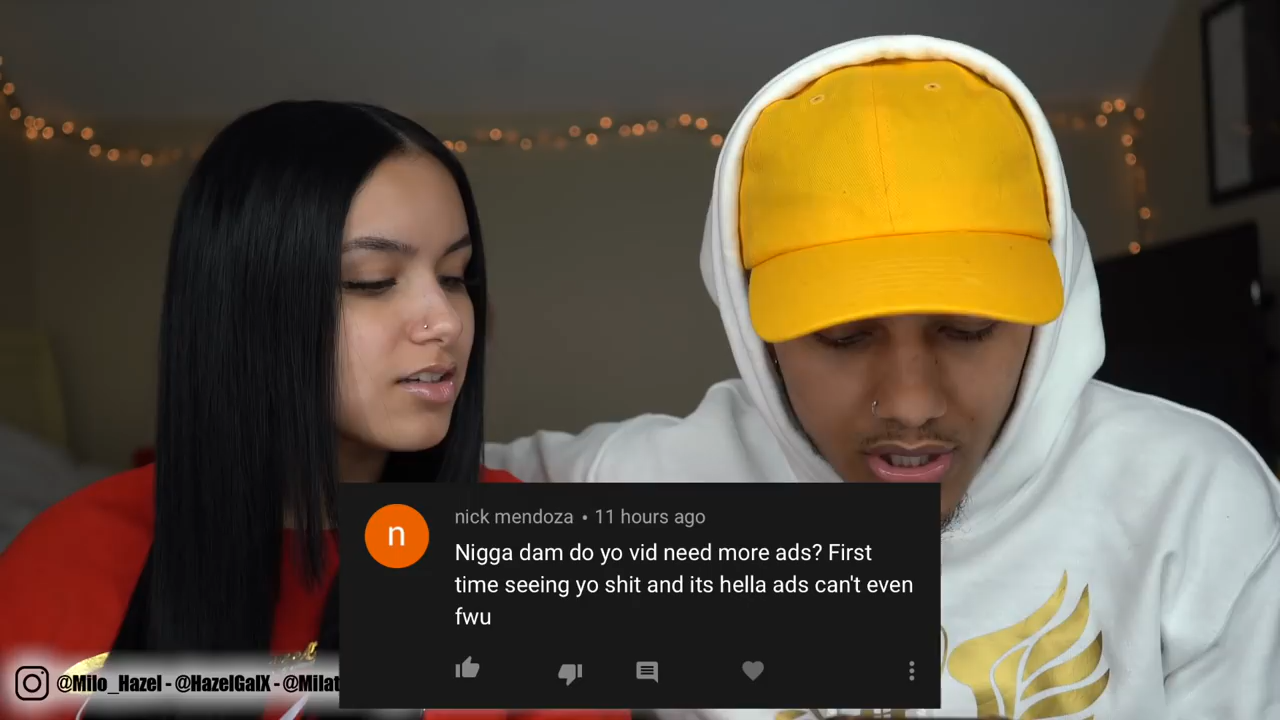 n
nick mendoza • 11 hours ago
Nigga dam do yo vid need more ads? First
time seeing yo shit and its hella ads can't even
fwu
@Milo_Hazel - @HazelGalX - @Milat